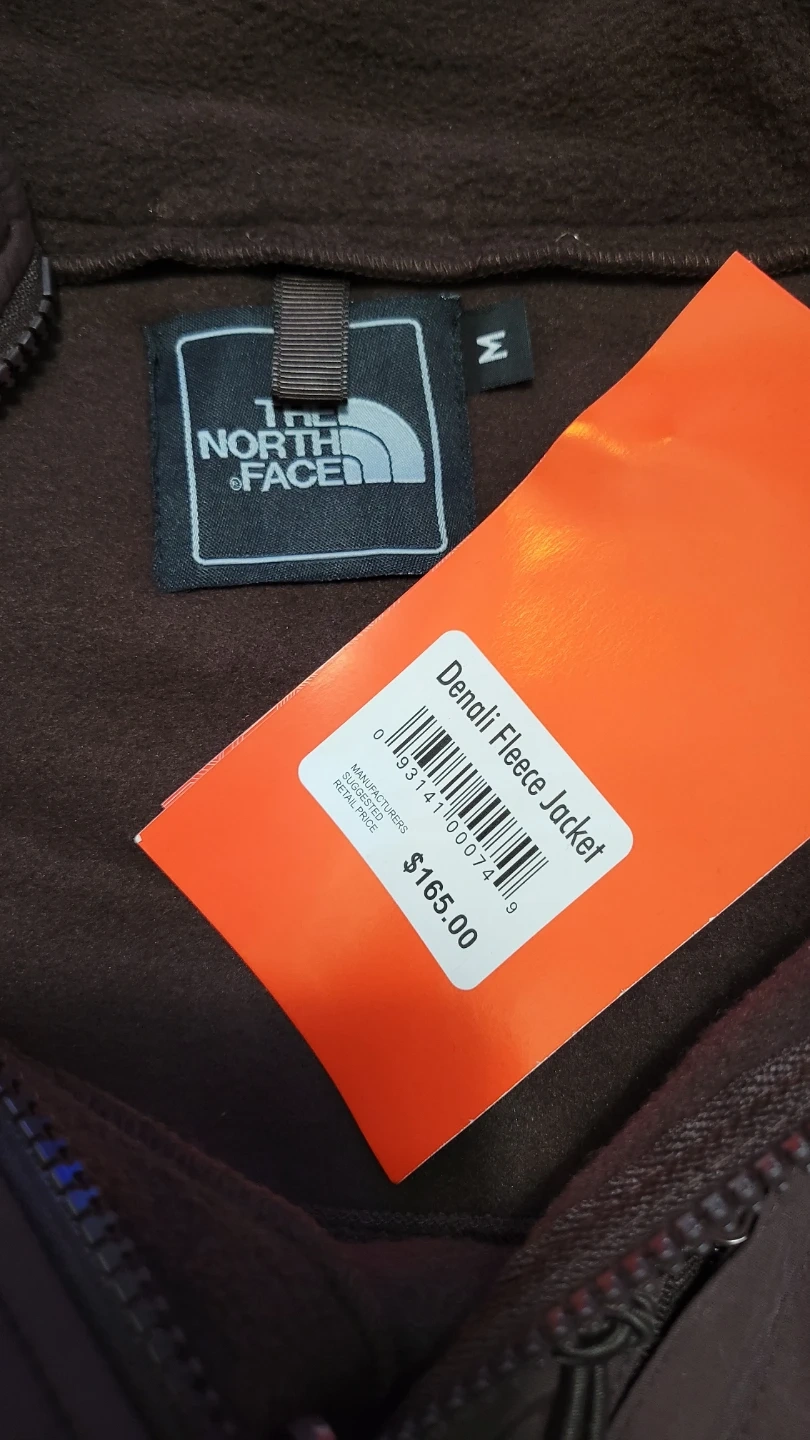 THE
NORTH
FACE®
M
Denali Fleece Jacket
0 93141 00074 9
MANUFACTURERS
SUGGESTED
RETAIL PRICE
$165.00